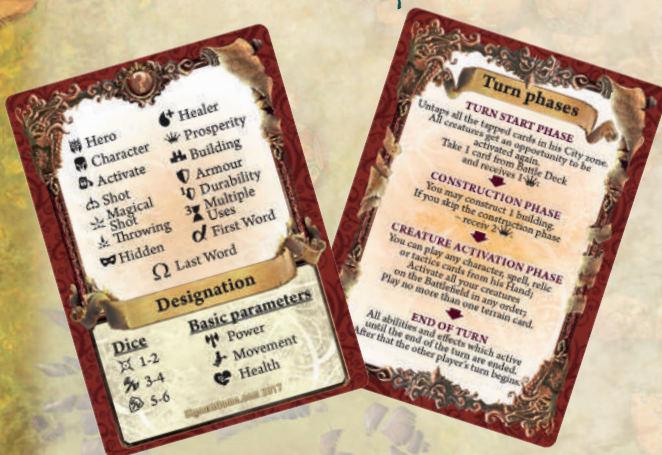 Hero
Character
Activate
Shot
Magical
Shot
Throwing
Hidden
Healer
Prosperity
Building
Armour
Durability
Multiple
Uses
First Word
Ω Last Word
Designation
Dice
1-2
3-4
5-6
Basic parameters
Power
Movement
Health
2017
Turn phases
TURN START PHASE
Untaps all the tapped cards in his City zone.
All creatures get an opportunity to be
activated again.
Take 1 card from Battle Deck
and receives 1
CONSTRUCTION PHASE
You may construct 1 building.
If you skip the construction phase
– receiv 2
CREATURE ACTIVATION PHASE
You can play any character, spell, relic
or tactics cards from his Hand;
Activate all your creatures
on the Battlefield in any order;
Play no more than one terrain card.
END OF TURN
All abilities and effects which active
until the end of the turn are ended.
After that the other player's turn begins.